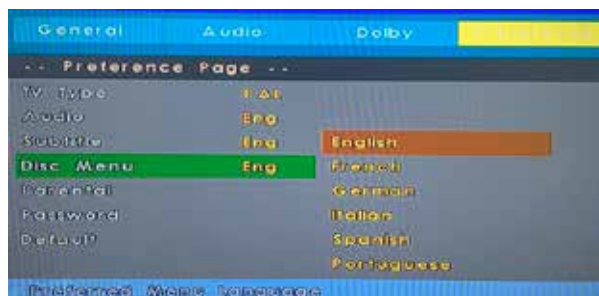 General Audio Dolby
-- Preference Page --
TV Type PAL
Audio Eng
Subtitle Eng English
Disc Menu Eng French
Parental German
Password Italian
Default Spanish
Portuguese
Preferred Menu Language